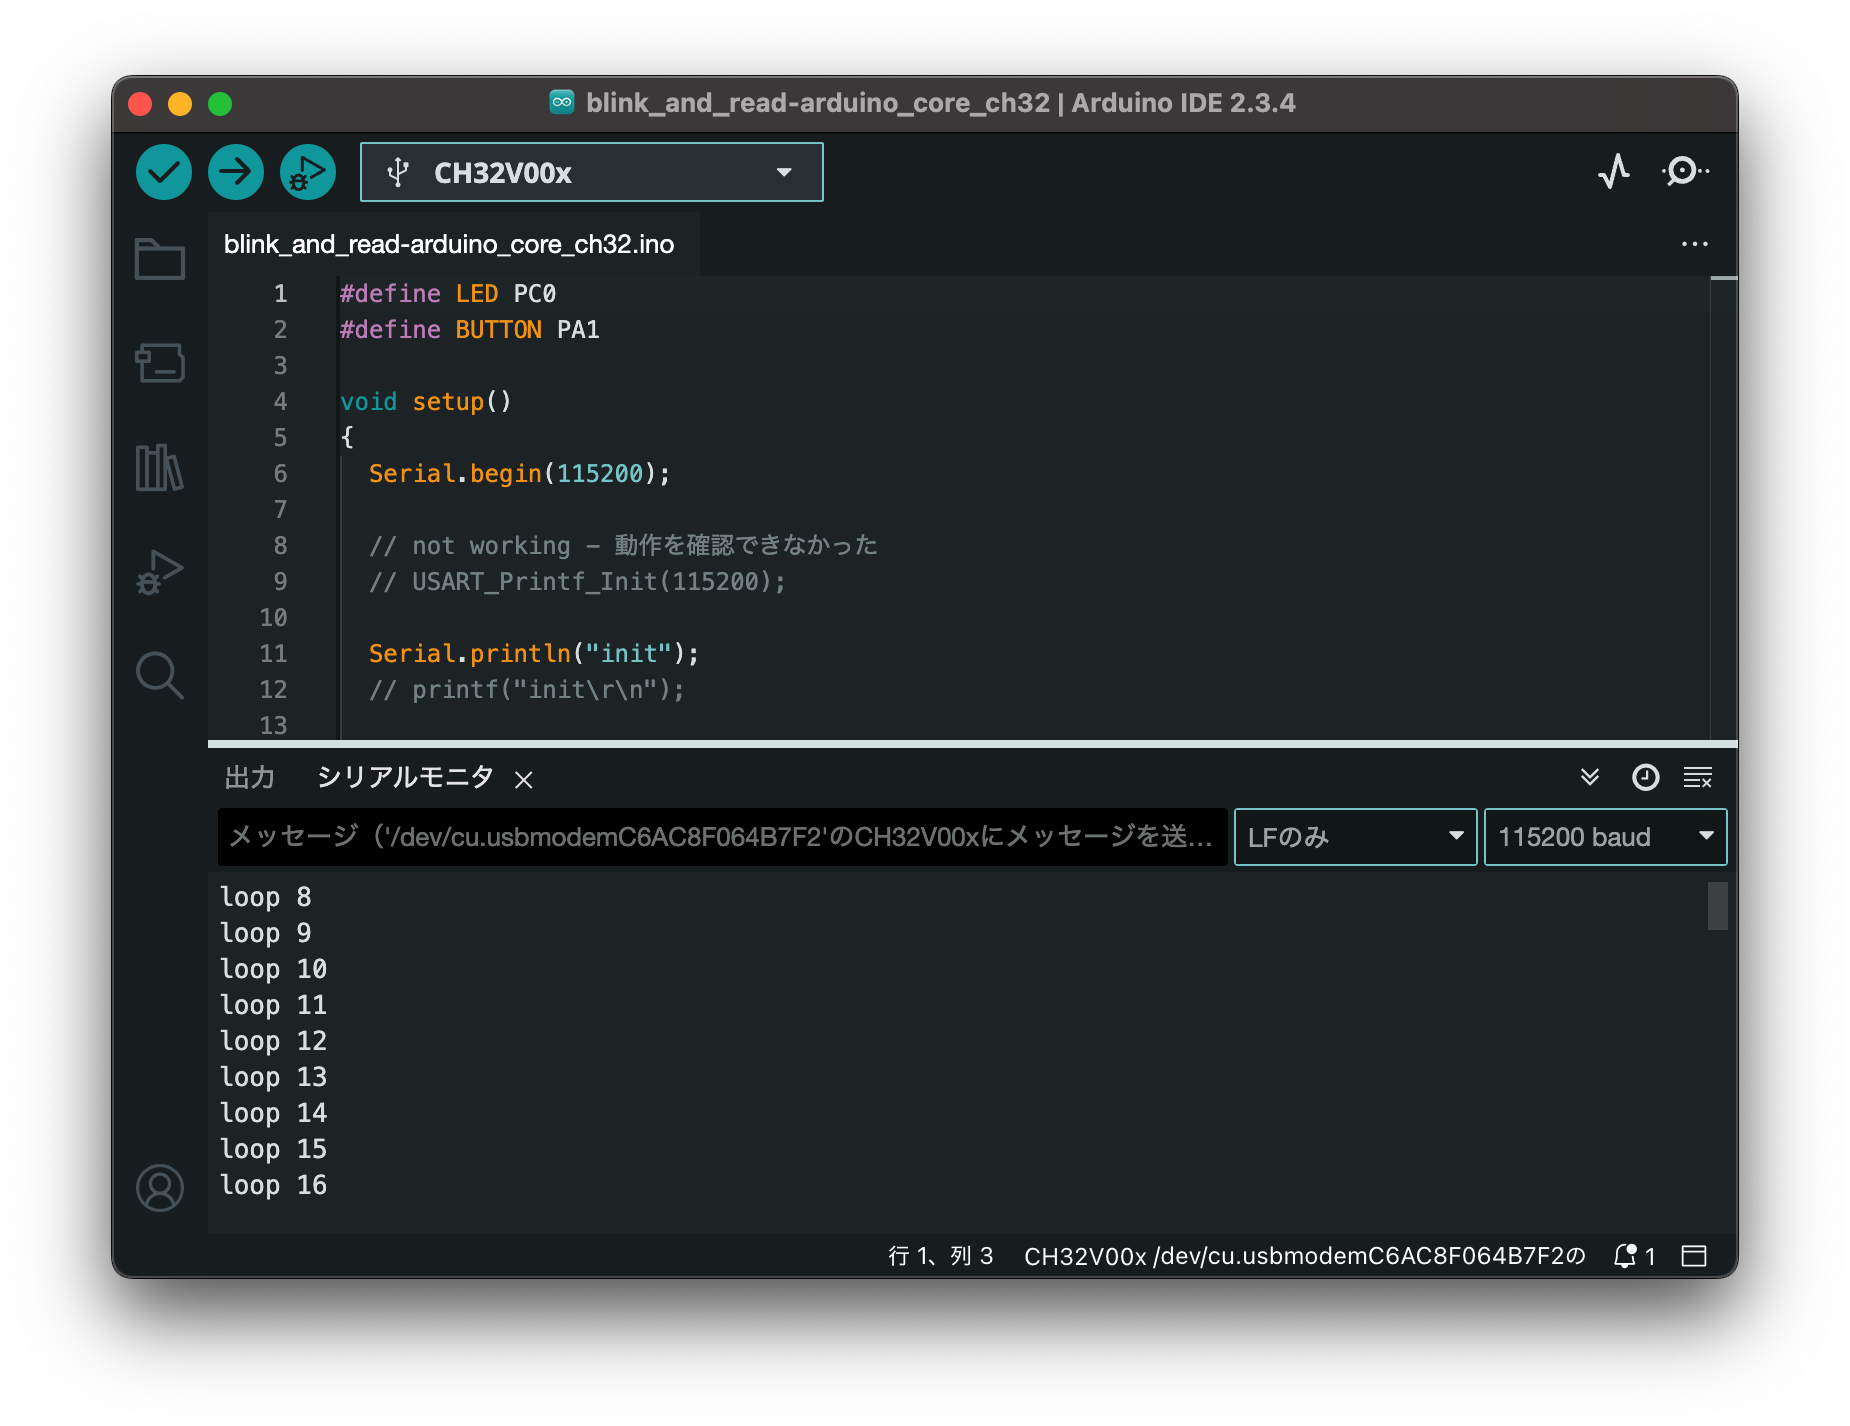 blink_and_read-arduino_core_ch32 | Arduino IDE 2.3.4
CH32V00x
blink_and_read-arduino_core_ch32.ino
1 #define LED PC0
2 #define BUTTON PA1
3
4 void setup()
5 {
6 Serial.begin(115200);
7
8 // not working - 動作を確認できなかった
9 // USART_Printf_Init(115200);
10
11 Serial.println("init");
12 // printf("init\r\n");
13
出力 シリアルモニタ
メッセージ（'/dev/cu.usbmodemC6AC8F064B7F2'のCH32V00xにメッセージを送... LFのみ 115200 baud
loop 8
loop 9
loop 10
loop 11
loop 12
loop 13
loop 14
loop 15
loop 16
行 1、列 3 CH32V00x /dev/cu.usbmodemC6AC8F064B7F2の 1